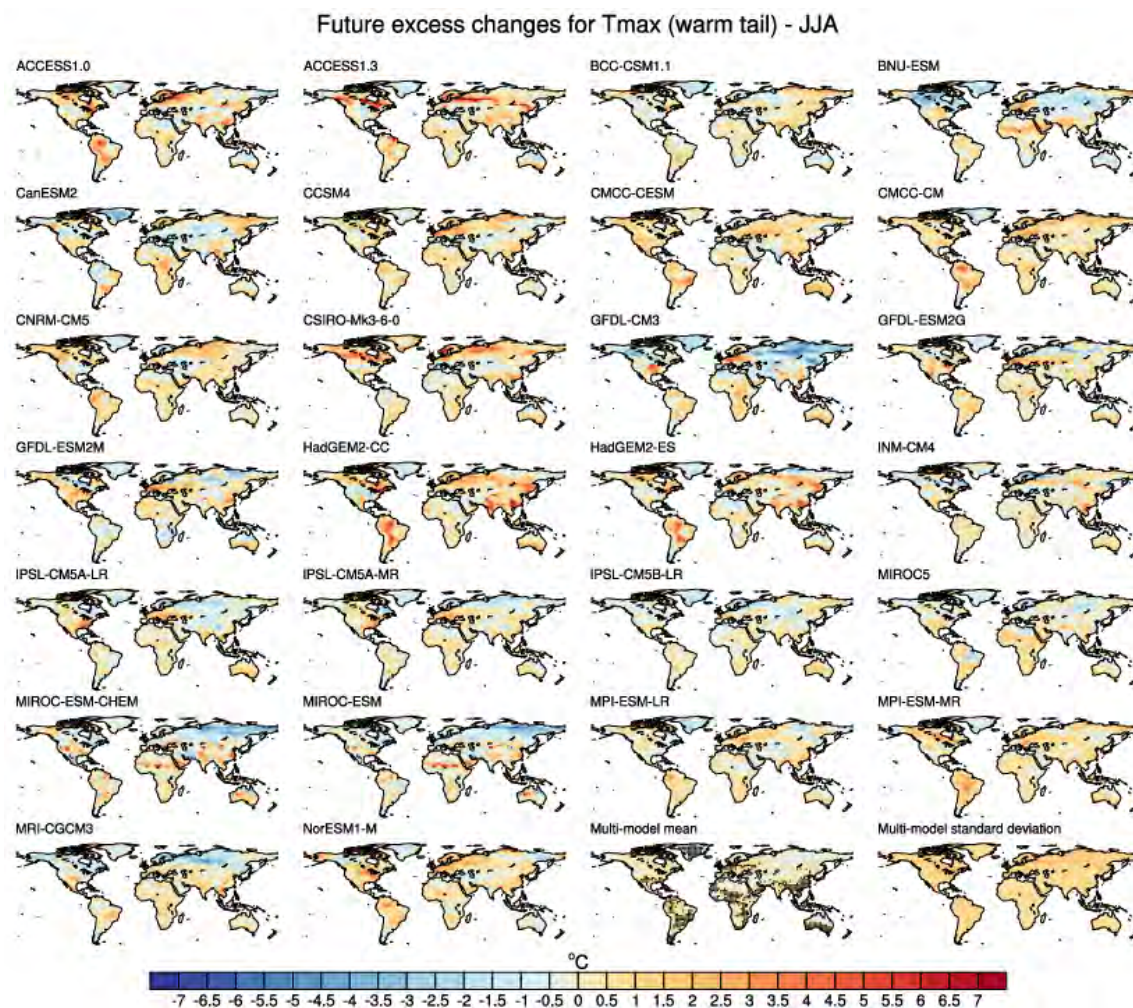 Future excess changes for Tmax (warm tail) - JJA
ACCESS1.0 ACCESS1.3 BCC-CSM1.1 BNU-ESM
CanESM2 CCSM4 CMCC-CESM CMCC-CM
CNRM-CM5 CSIRO-Mk3-6-0 GFDL-CM3 GFDL-ESM2G
GFDL-ESM2M HadGEM2-CC HadGEM2-ES INM-CM4
IPSL-CM5A-LR IPSL-CM5A-MR IPSL-CM5B-LR MIROC5
MIROC-ESM-CHEM MIROC-ESM MPI-ESM-LR MPI-ESM-MR
MRI-CGCM3 NorESM1-M Multi-model mean Multi-model standard deviation
°C
-7 -6.5 -5.5 -5 -4.5 -4 -3.5 -3 -2.5 -2 -1.5 -1 -0.5 0 0.5 1.5 2 2.5 3 3.5 4 4.5 5 5.5 6 6.5 7